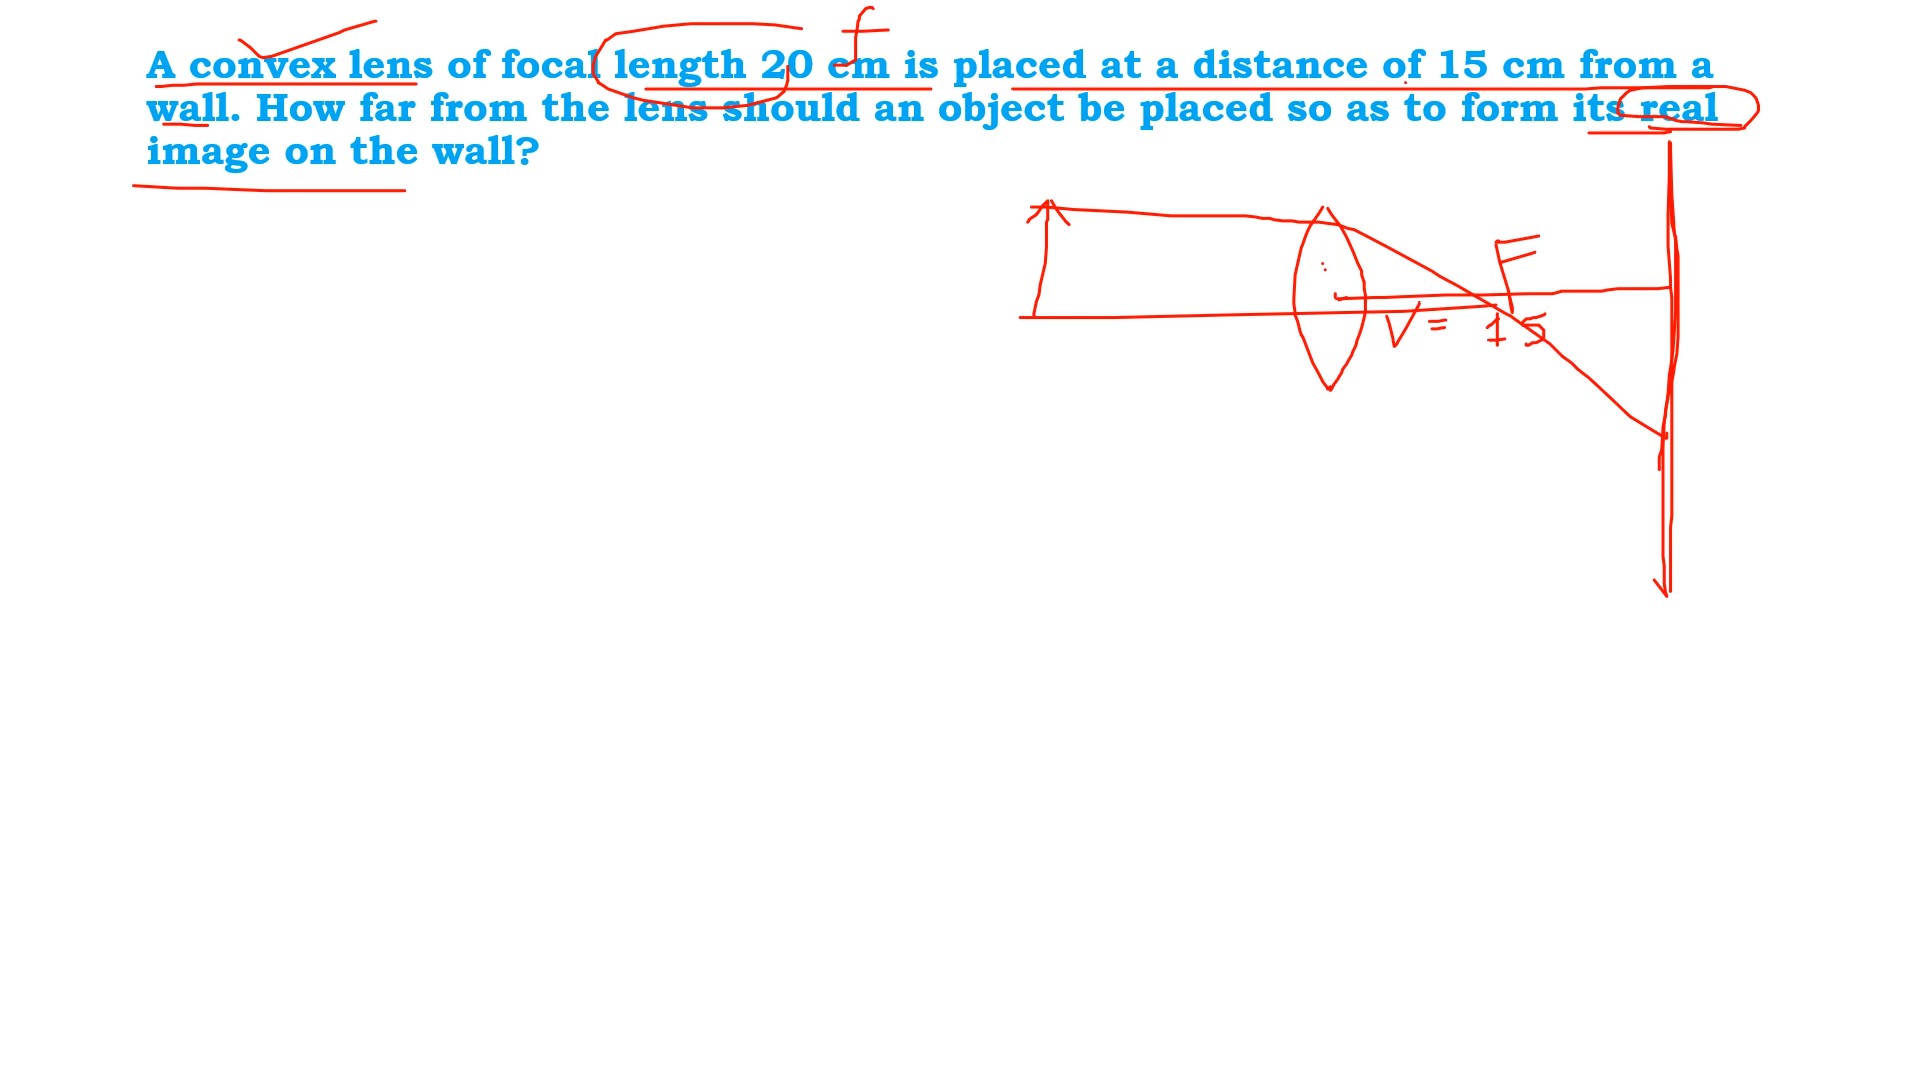 f
A convex lens of focal length 20 cm is placed at a distance of 15 cm from a
wall. How far from the lens should an object be placed so as to form its real
image on the wall?
F
V = 15